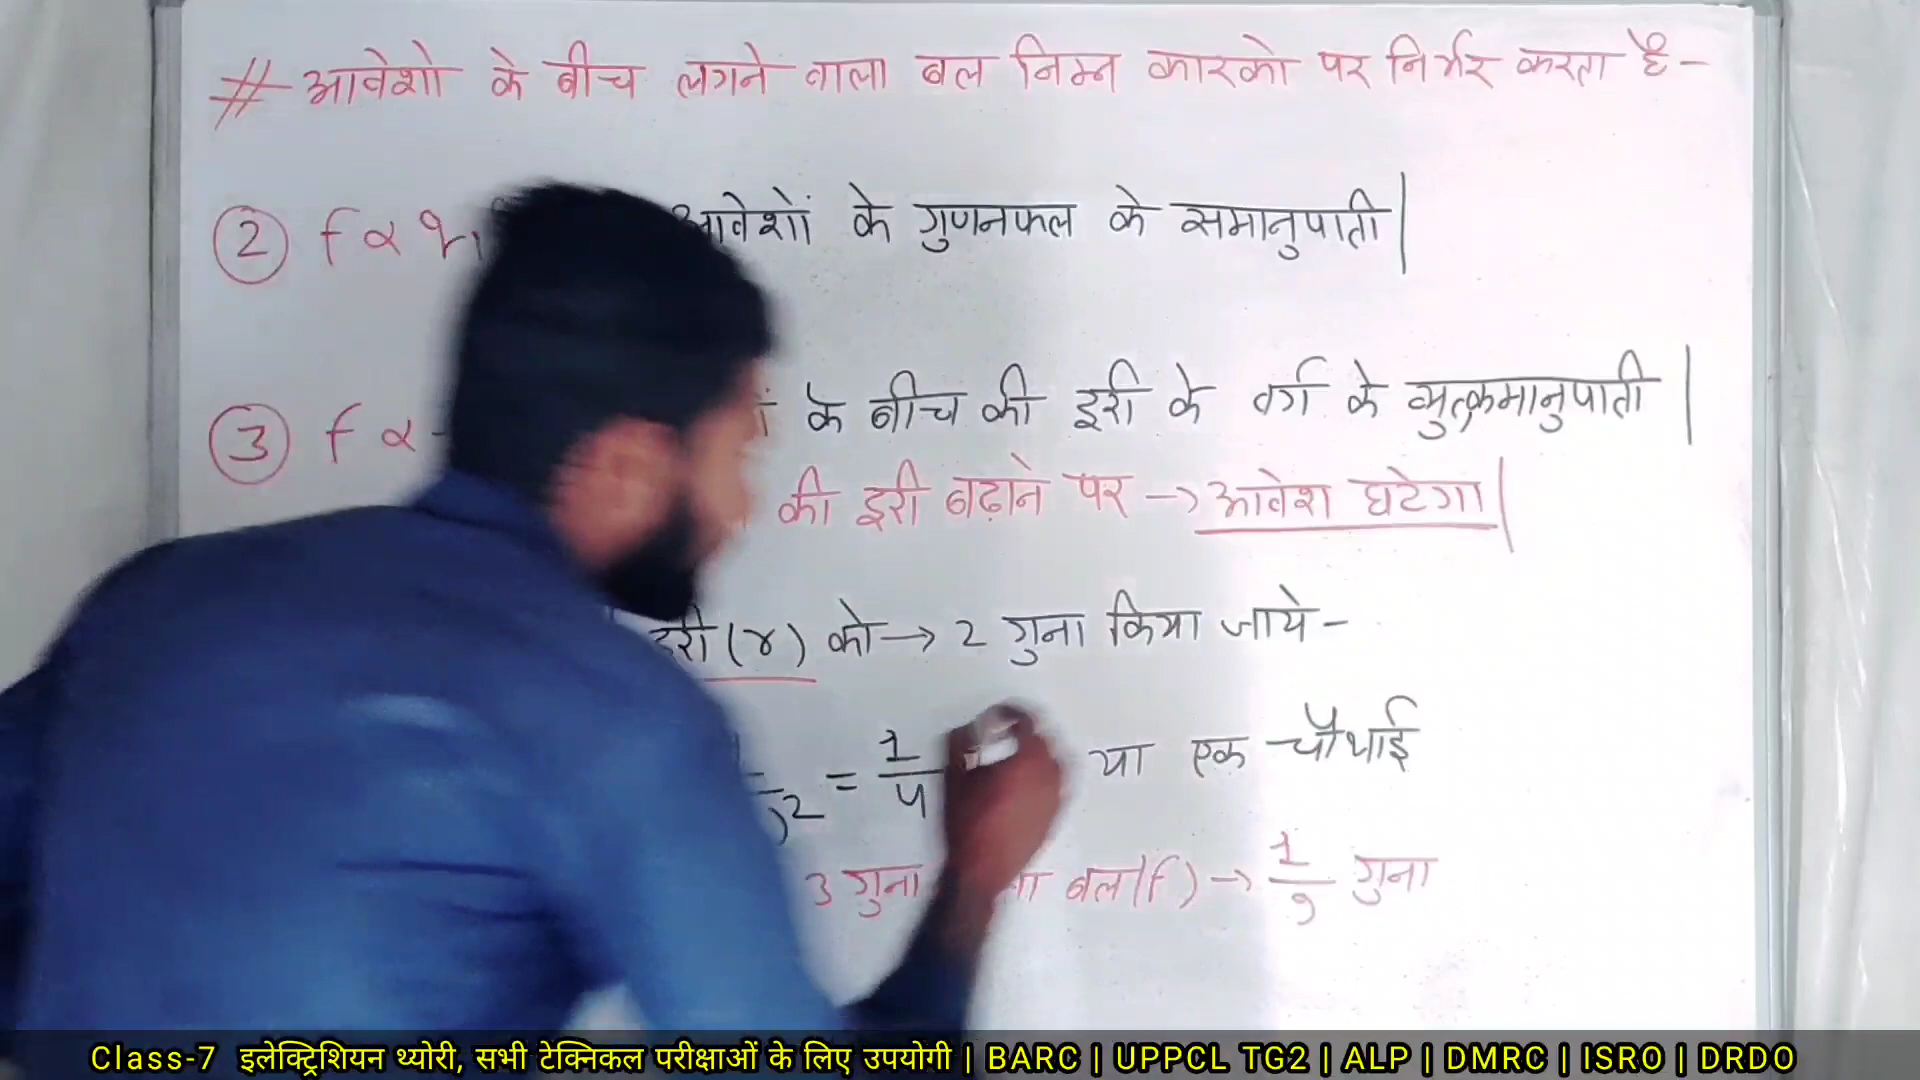 # आवेशो के बीच लगने वाला बल निम्न कारको पर निर्भर करता है -
② f ∝ q₁ आवेशों के गुणनफल के समानुपाती |
③ f ∝ - के बीच की दूरी के वर्ग के व्युत्क्रमानुपाती |
की दूरी बढ़ाने पर → आवेश घटेगा |
दूरी (r) को → 2 गुना किया जाये -
)2 = 1/4 या एक चौथाई
3 गुना बल (f) → 1/9 गुना
Class-7 इलेक्ट्रिशियन थ्योरी, सभी टेक्निकल परीक्षाओं के लिए उपयोगी | BARC | UPPCL TG2 | ALP | DMRC | ISRO | DRDO